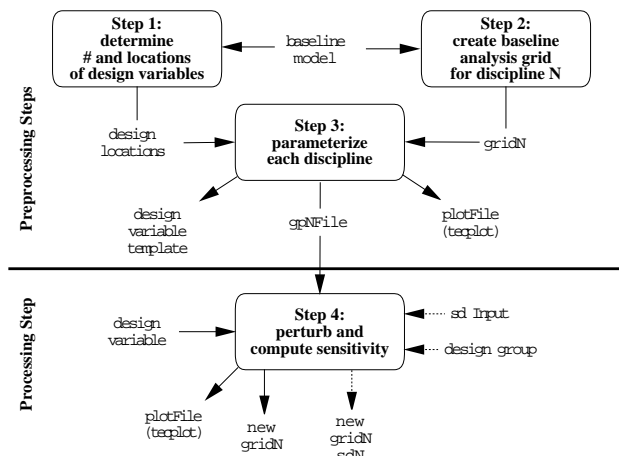 Step 1:
determine
# and locations
of design variables
baseline
model
Step 2:
create baseline
analysis grid
for discipline N
Preprocessing Steps
design
locations
Step 3:
parameterize
each discipline
gridN
design
variable
template
gpNFile
plotFile
(tecplot)
Processing Step
design
variable
Step 4:
perturb and
compute sensitivity
sd Input
design group
plotFile
(tecplot)
new
gridN
new
gridN
sdN